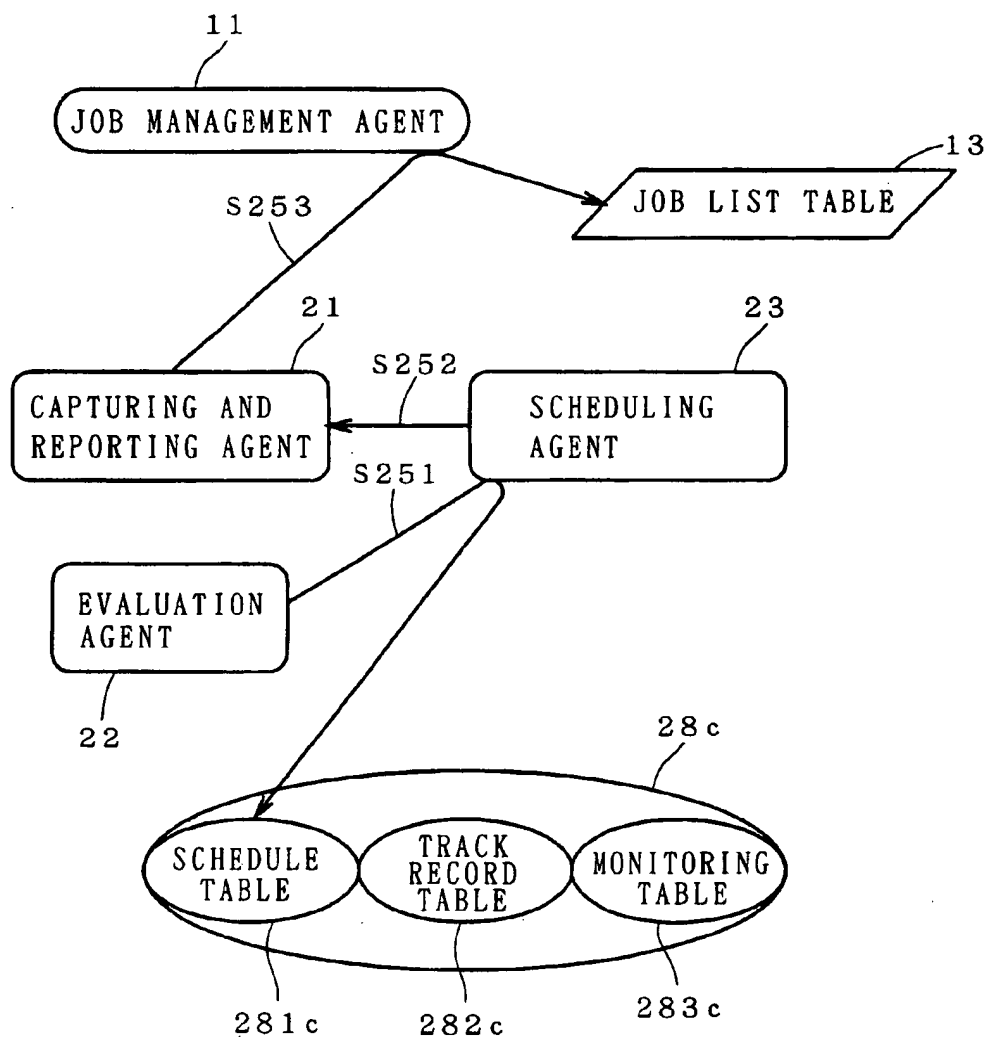 11
JOB MANAGEMENT AGENT
13
JOB LIST TABLE
S253
21
23
S252
CAPTURING AND
REPORTING AGENT
SCHEDULING
AGENT
S251
EVALUATION
AGENT
22
28c
SCHEDULE
TABLE
TRACK
RECORD
TABLE
MONITORING
TABLE
281c
282c
283c